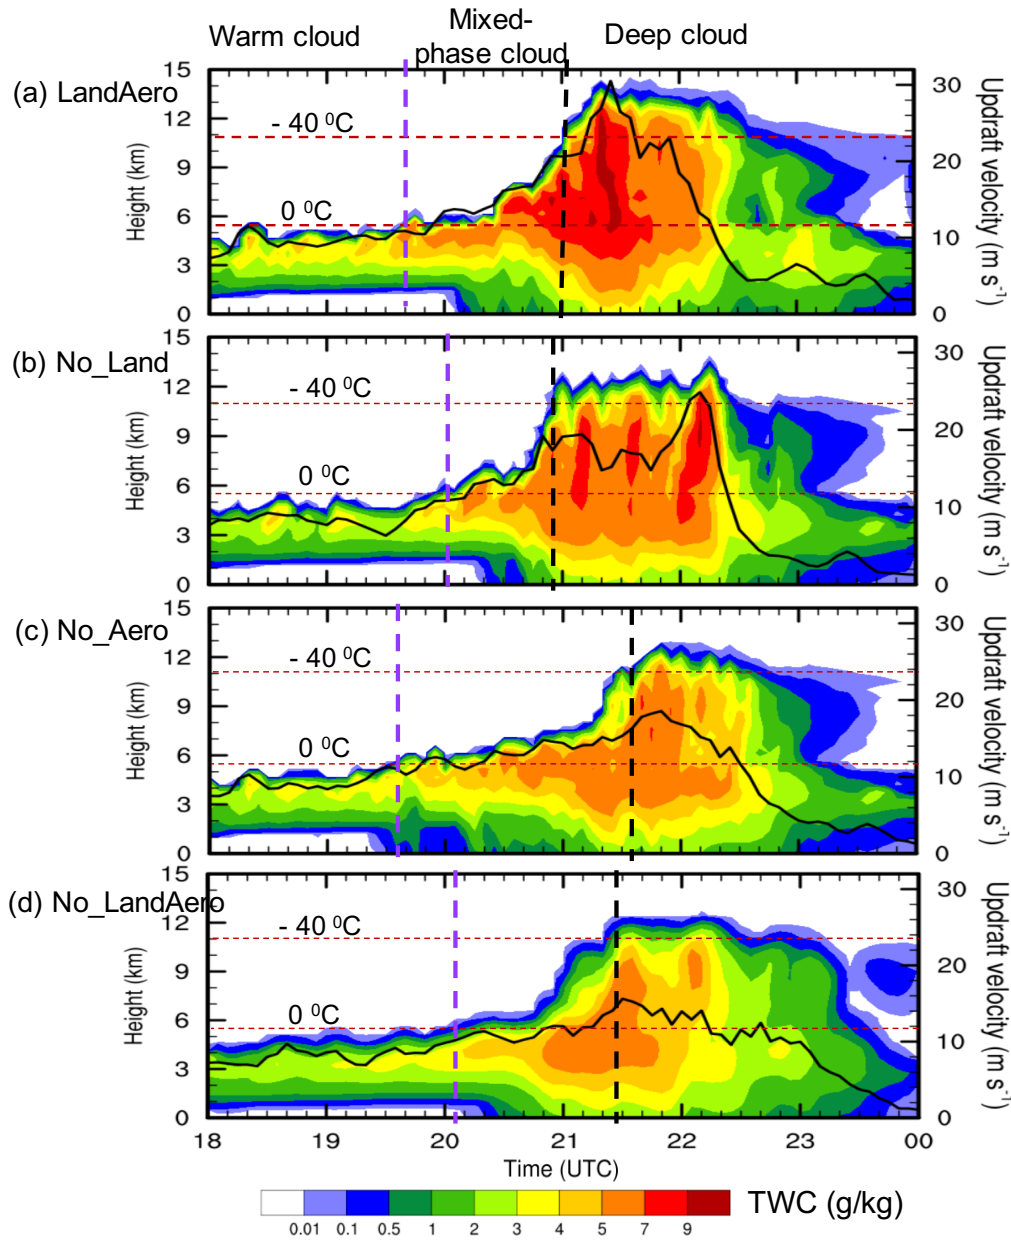 Warm cloud
Mixed-
phase cloud
Deep cloud
(a) LandAero
15
12
9
6
3
0
Height (km)
- 40 ⁰C
0 ⁰C
30
20
10
0
Updraft velocity (m s⁻¹)
(b) No_Land
15
12
9
6
3
0
Height (km)
- 40 ⁰C
0 ⁰C
30
20
10
0
Updraft velocity (m s⁻¹)
(c) No_Aero
15
12
9
6
3
0
Height (km)
- 40 ⁰C
0 ⁰C
30
20
10
0
Updraft velocity (m s⁻¹)
(d) No_LandAero
15
12
9
6
3
0
Height (km)
- 40 ⁰C
0 ⁰C
30
20
10
0
Updraft velocity (m s⁻¹)
18 19 20 21 22 23 00
Time (UTC)
0.01 0.1 0.5 1 2 3 4 5 7 9
TWC (g/kg)